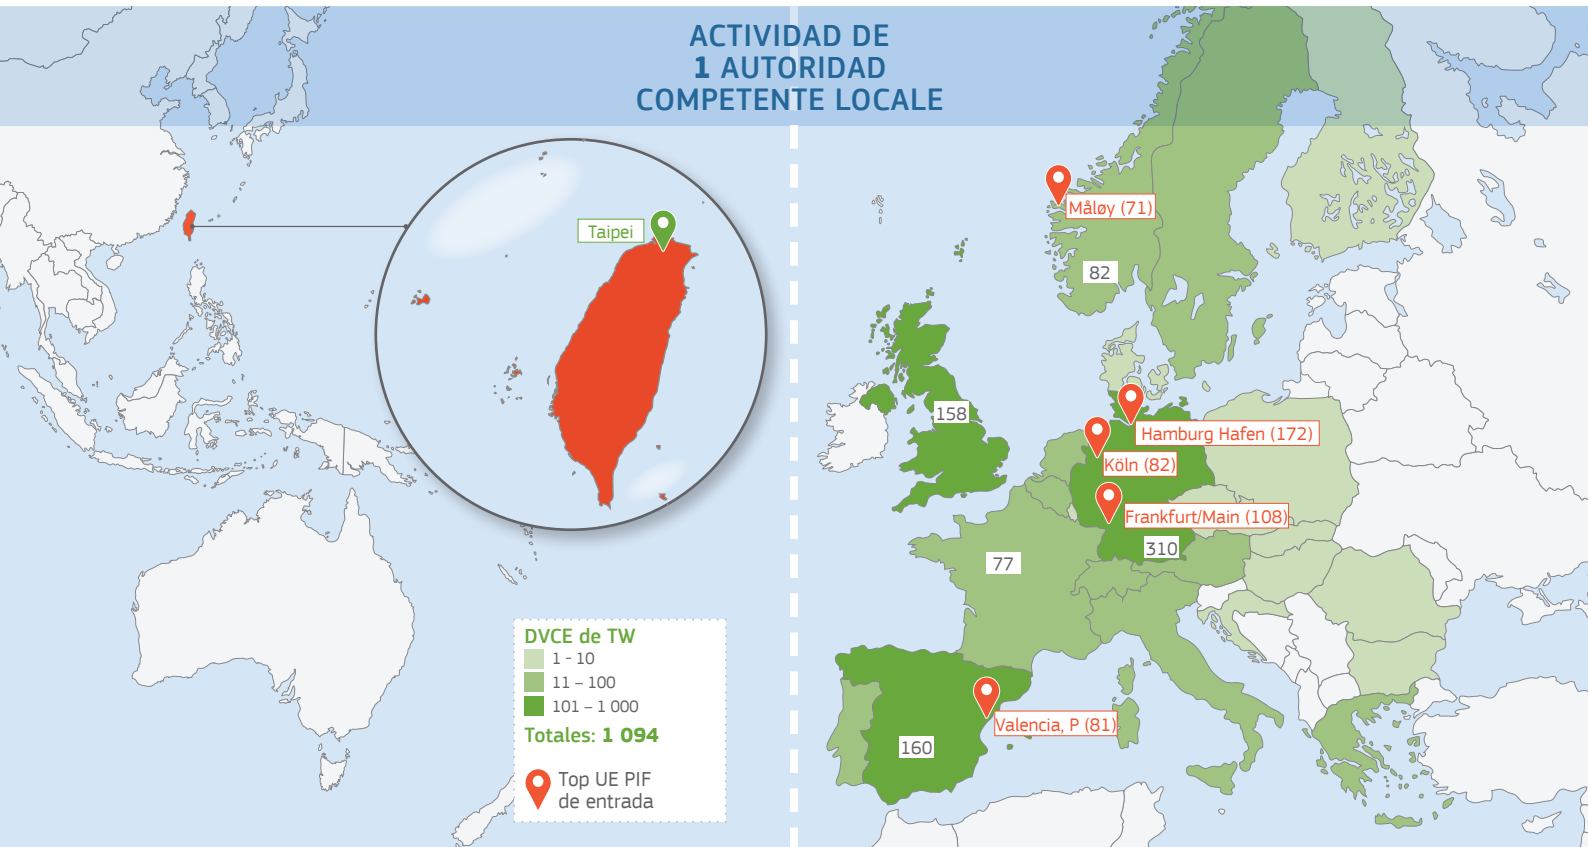 ACTIVIDAD DE
1 AUTORIDAD
COMPETENTE LOCALE
Taipei
Måløy (71)
82
158
Hamburg Hafen (172)
Köln (82)
Frankfurt/Main (108)
310
77
Valencia, P (81)
160
DVCE de TW
1 - 10
11 – 100
101 – 1 000
Totales: 1 094
Top UE PIF
de entrada